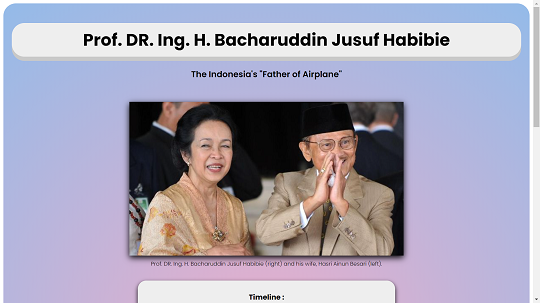 Prof. DR. Ing. H. Bacharuddin Jusuf Habibie
The Indonesia's "Father of Airplane"
Prof. DR. Ing. H. Bacharuddin Jusuf Habibie (right) and his wife, Hasri Ainun Besari (left).
Timeline :